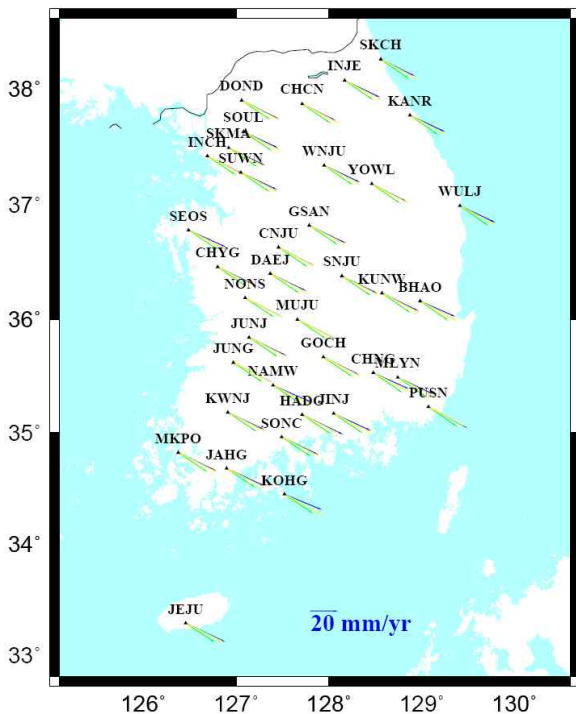 SKCH
INJE
38°
DOND
CHCN
KANR
SOUL
SKMA
INCH
SUWN
WNJU
YOWL
37°
WULJ
SEOS
GSAN
CNJU
CHYG
DAEJ
SNJU
KUNW
BHAO
NONS
MUJU
36°
JUNJ
GOCH
JUNG
CHNG
MLYN
NAMW
PUSN
KWNJ
HADG
JINJ
SONC
35°
MKPO
JAHG
KOHG
34°
JEJU
20 mm/yr
33°
126° 127° 128° 129° 130°